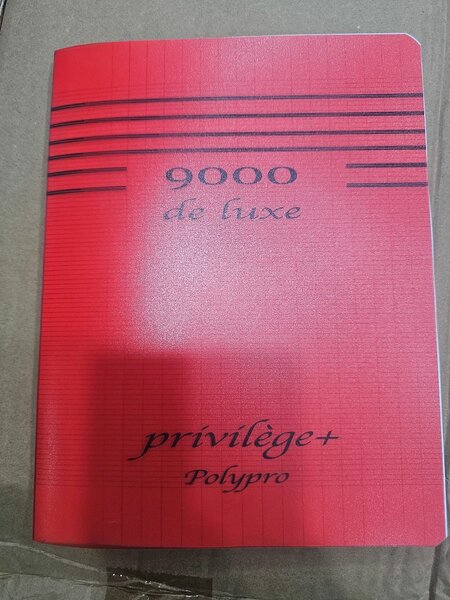 9000
de luxe
privilège+
Polypro